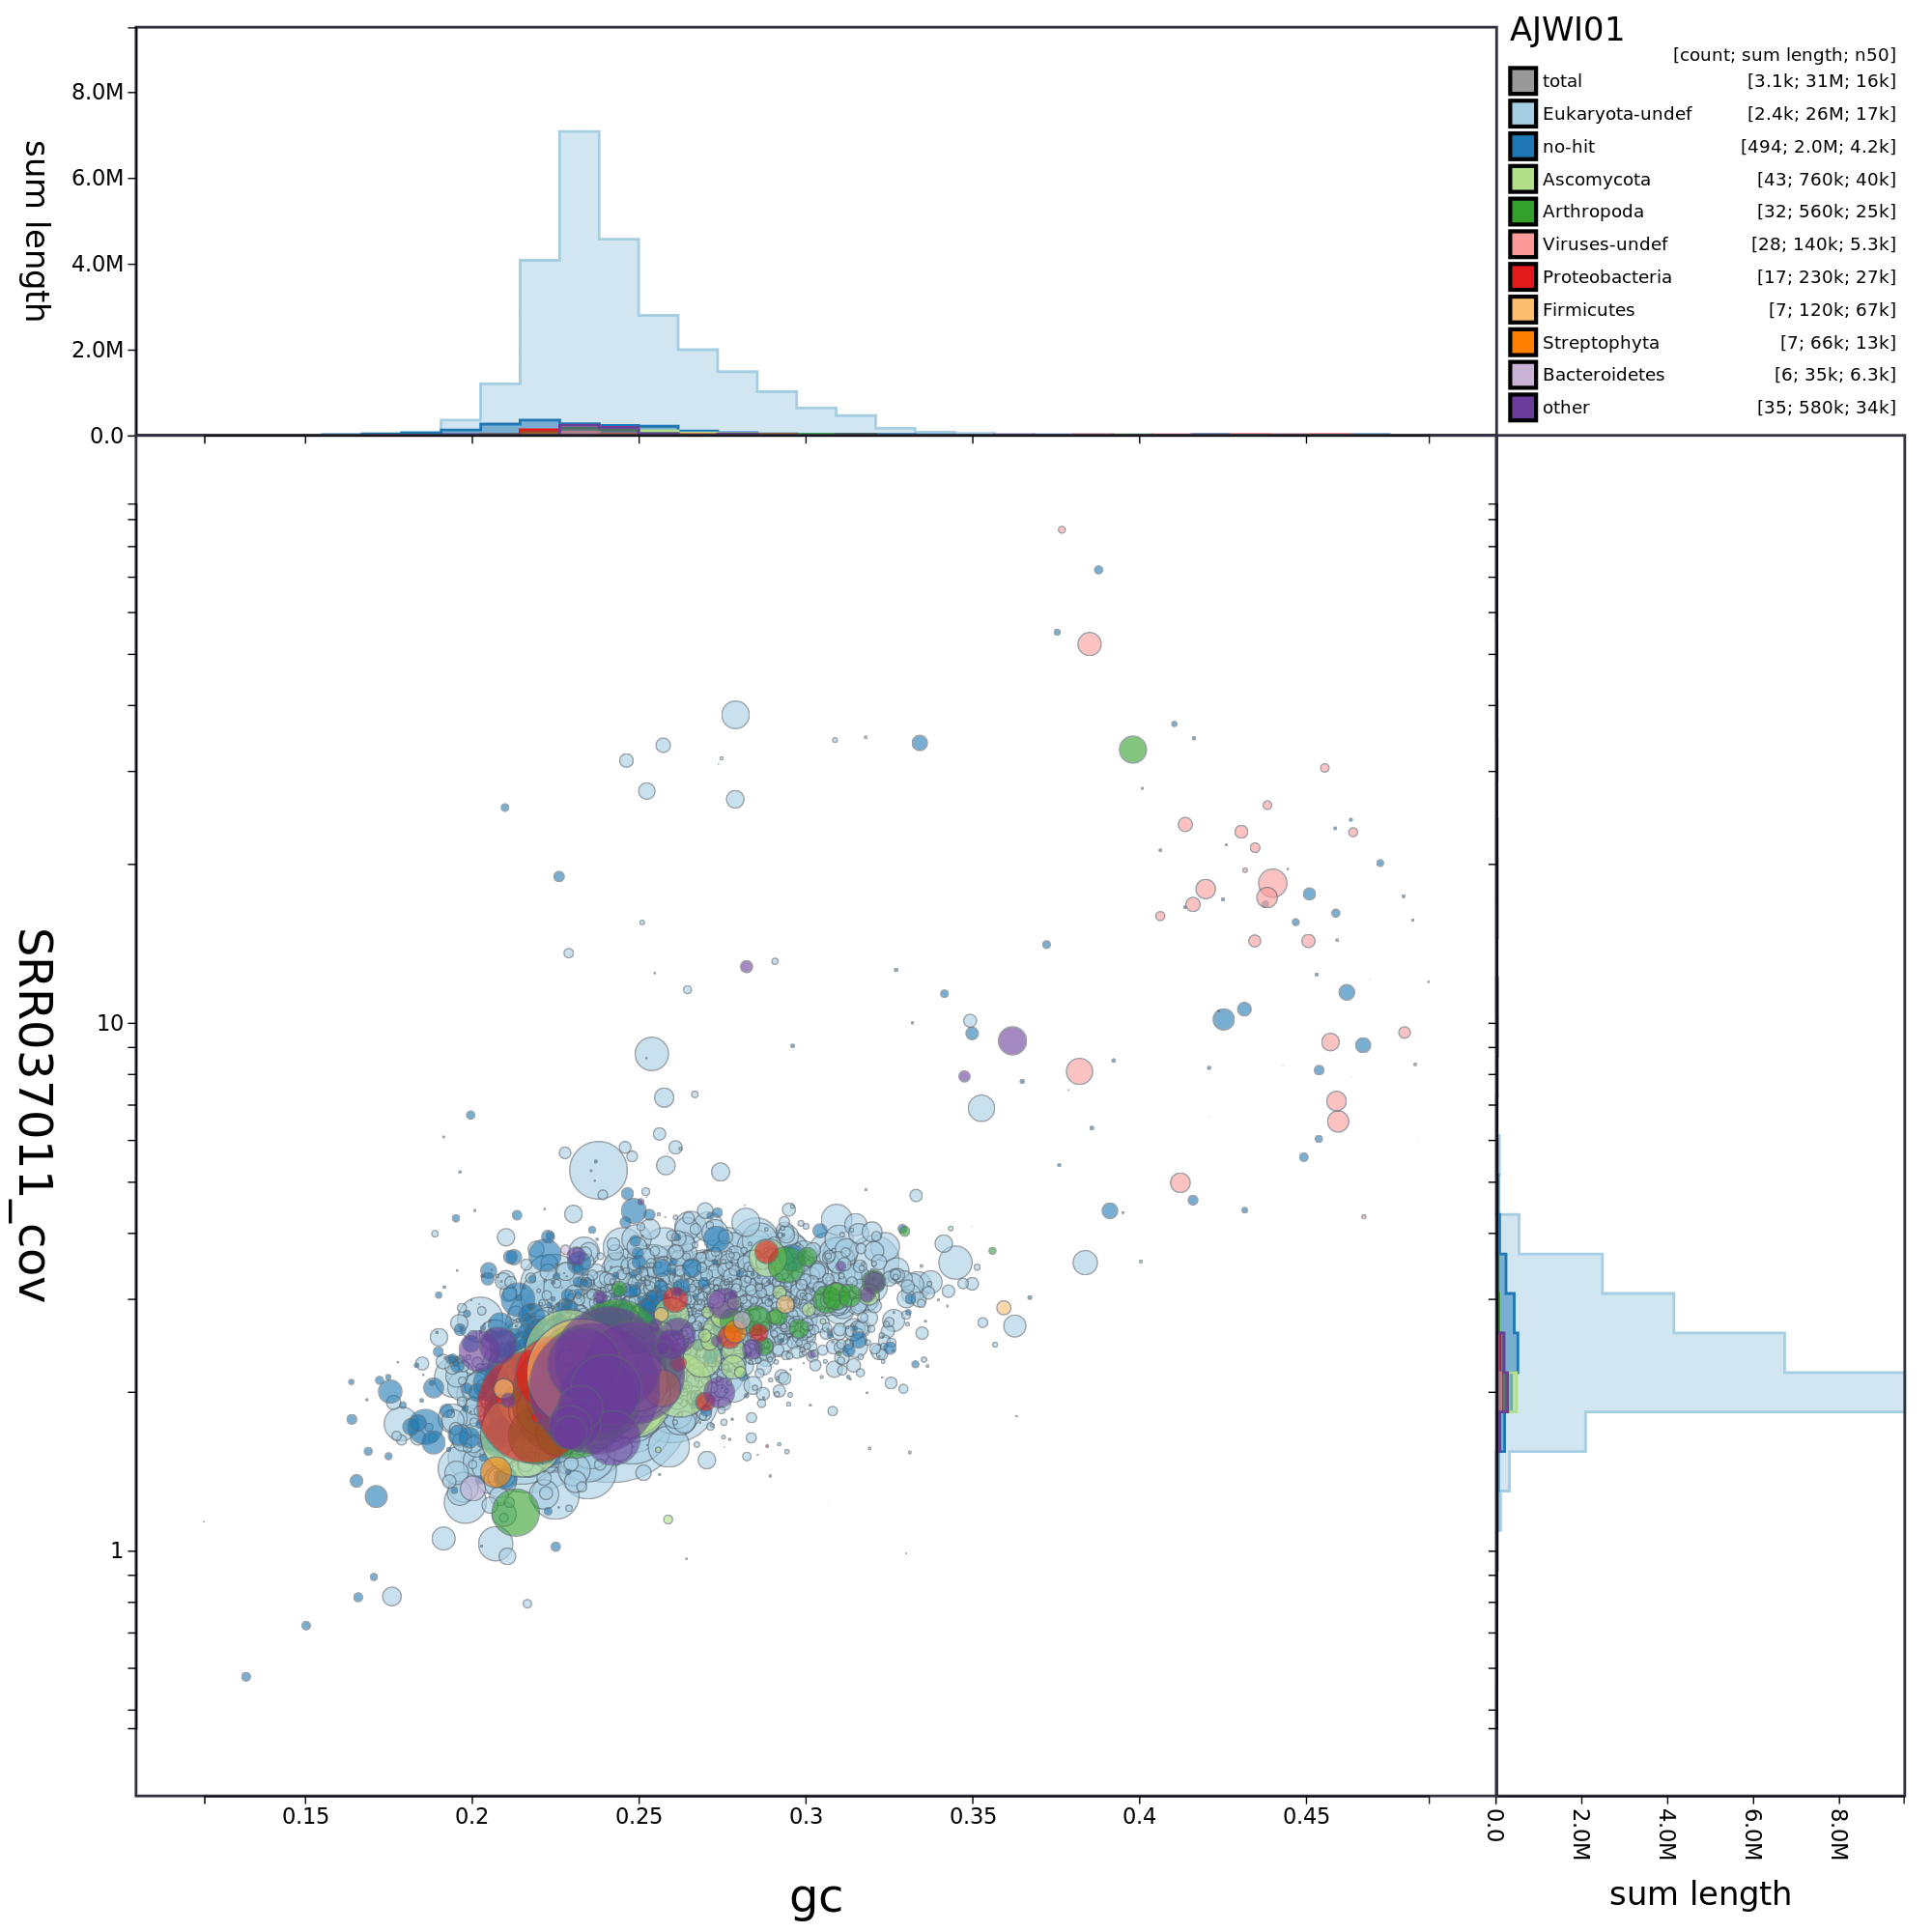 AJWI01
[count; sum length; n50]
total [3.1k; 31M; 16k]
Eukaryota-undef [2.4k; 26M; 17k]
no-hit [494; 2.0M; 4.2k]
Ascomycota [43; 760k; 40k]
Arthropoda [32; 560k; 25k]
Viruses-undef [28; 140k; 5.3k]
Proteobacteria [17; 230k; 27k]
Firmicutes [7; 120k; 67k]
Streptophyta [7; 66k; 13k]
Bacteroidetes [6; 35k; 6.3k]
other [35; 580k; 34k]
sum length
8.0M
6.0M
4.0M
2.0M
0.0
SRR037011_cov
10
1
0.15 0.2 0.25 0.3 0.35 0.4 0.45
gc
0.0 2.0M 4.0M 6.0M 8.0M
sum length